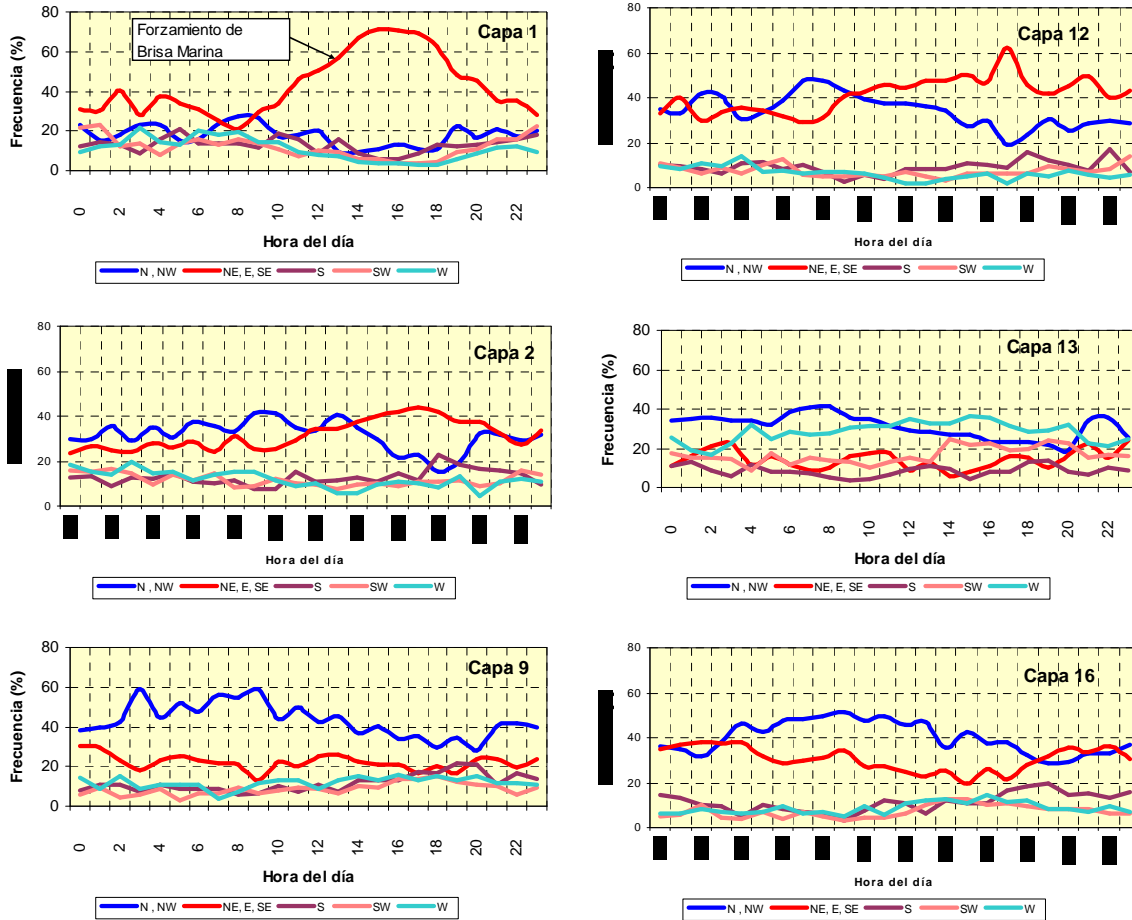 Frecuencia (%)
80
60
40
20
0
Forzamiento de
Brisa Marina
Capa 1
0 2 4 6 8 10 12 14 16 18 20 22
Hora del día
N , NW NE, E, SE S SW W
80
60
40
20
0
Capa 12
Hora del día
N , NW NE, E, SE S SW W
80
60
40
20
0
Capa 2
Hora del día
N , NW NE, E, SE S SW W
Frecuencia (%)
80
60
40
20
0
Capa 13
0 2 4 6 8 10 12 14 16 18 20 22
Hora del día
N , NW NE, E, SE S SW W
Frecuencia (%)
80
60
40
20
0
Capa 9
0 2 4 6 8 10 12 14 16 18 20 22
Hora del día
N , NW NE, E, SE S SW W
80
60
40
20
0
Capa 16
Hora del día
N , NW NE, E, SE S SW W